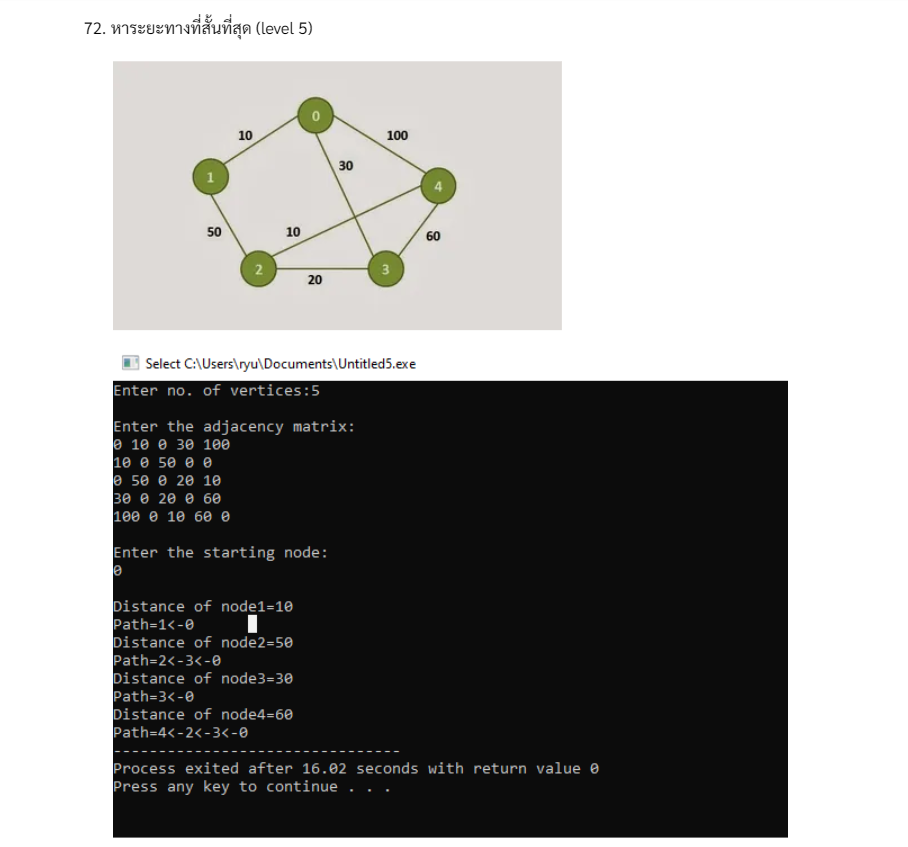 72. หาระยะทางที่สั้นที่สุด (level 5)
0
10
100
30
1
4
50
10
60
2
3
20
Select C:\Users\ryu\Documents\Untitled5.exe
Enter no. of vertices:5
Enter the adjacency matrix:
0 10 0 30 100
10 0 50 0 0
0 50 0 20 10
30 0 20 0 60
100 0 10 60 0
Enter the starting node:
0
Distance of node1=10
Path=1<-0
Distance of node2=50
Path=2<-3<-0
Distance of node3=30
Path=3<-0
Distance of node4=60
Path=4<-2<-3<-0
--------------------------------
Process exited after 16.02 seconds with return value 0
Press any key to continue . . .